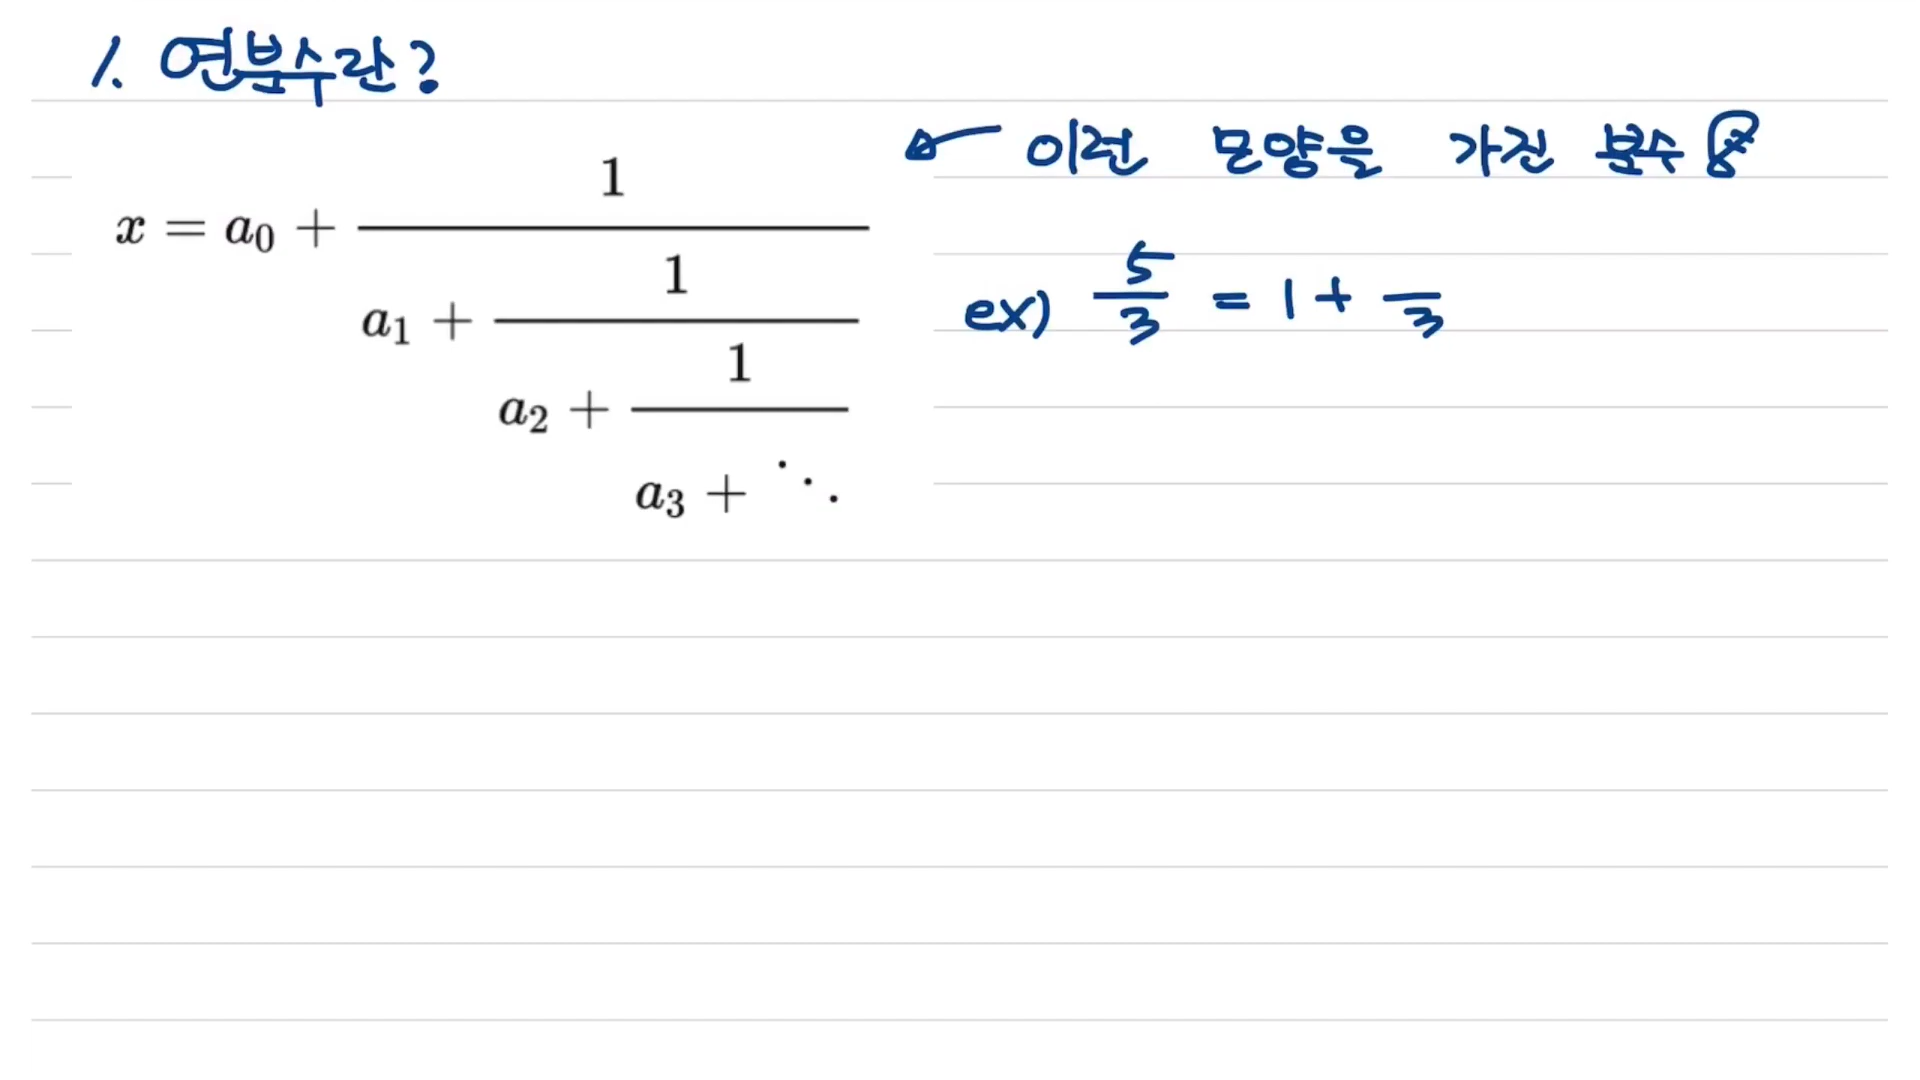 1. 연분수란?
이런 모양을 가진 분수
x = a₀ + 1
a₁ + 1
a₂ + 1
a₃ + ⋱
ex) 5/3 = 1 + /3